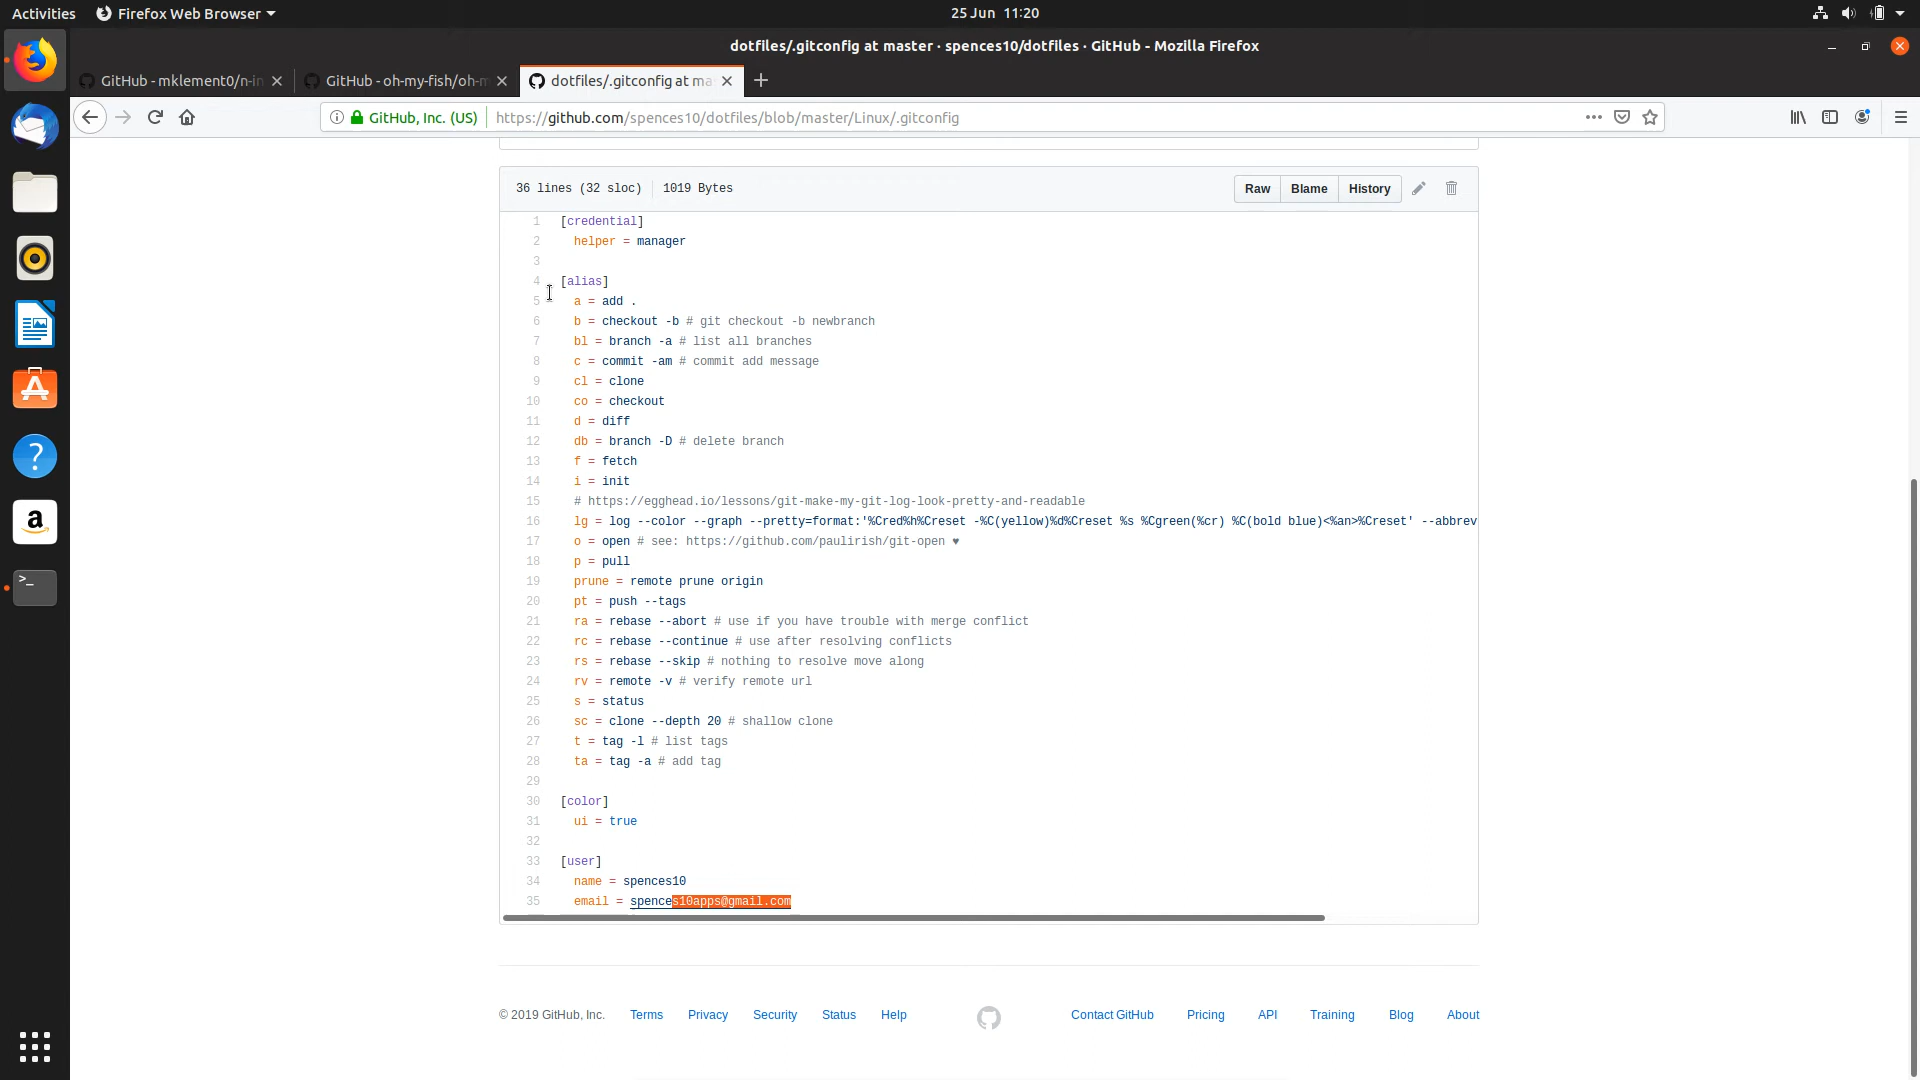 Activities Firefox Web Browser 25 Jun 11:20
dotfiles/.gitconfig at master · spences10/dotfiles · GitHub - Mozilla Firefox
GitHub - mklement0/n-in GitHub - oh-my-fish/oh-m dotfiles/.gitconfig at ma
GitHub, Inc. (US) https://github.com/spences10/dotfiles/blob/master/Linux/.gitconfig
36 lines (32 sloc) 1019 Bytes Raw Blame History
1 [credential]
2 helper = manager
3
4 [alias]
5 a = add .
6 b = checkout -b # git checkout -b newbranch
7 bl = branch -a # list all branches
8 c = commit -am # commit add message
9 cl = clone
10 co = checkout
11 d = diff
12 db = branch -D # delete branch
13 f = fetch
14 i = init
15 # https://egghead.io/lessons/git-make-my-git-log-look-pretty-and-readable
16 lg = log --color --graph --pretty=format:'%Cred%h%Creset -%C(yellow)%d%Creset %s %Cgreen(%cr) %C(bold blue)<%an>%Creset' --abbrev
17 o = open # see: https://github.com/paulirish/git-open ♥
18 p = pull
19 prune = remote prune origin
20 pt = push --tags
21 ra = rebase --abort # use if you have trouble with merge conflict
22 rc = rebase --continue # use after resolving conflicts
23 rs = rebase --skip # nothing to resolve move along
24 rv = remote -v # verify remote url
25 s = status
26 sc = clone --depth 20 # shallow clone
27 t = tag -l # list tags
28 ta = tag -a # add tag
29
30 [color]
31 ui = true
32
33 [user]
34 name = spences10
35 email = spences10apps@gmail.com
© 2019 GitHub, Inc. Terms Privacy Security Status Help Contact GitHub Pricing API Training Blog About